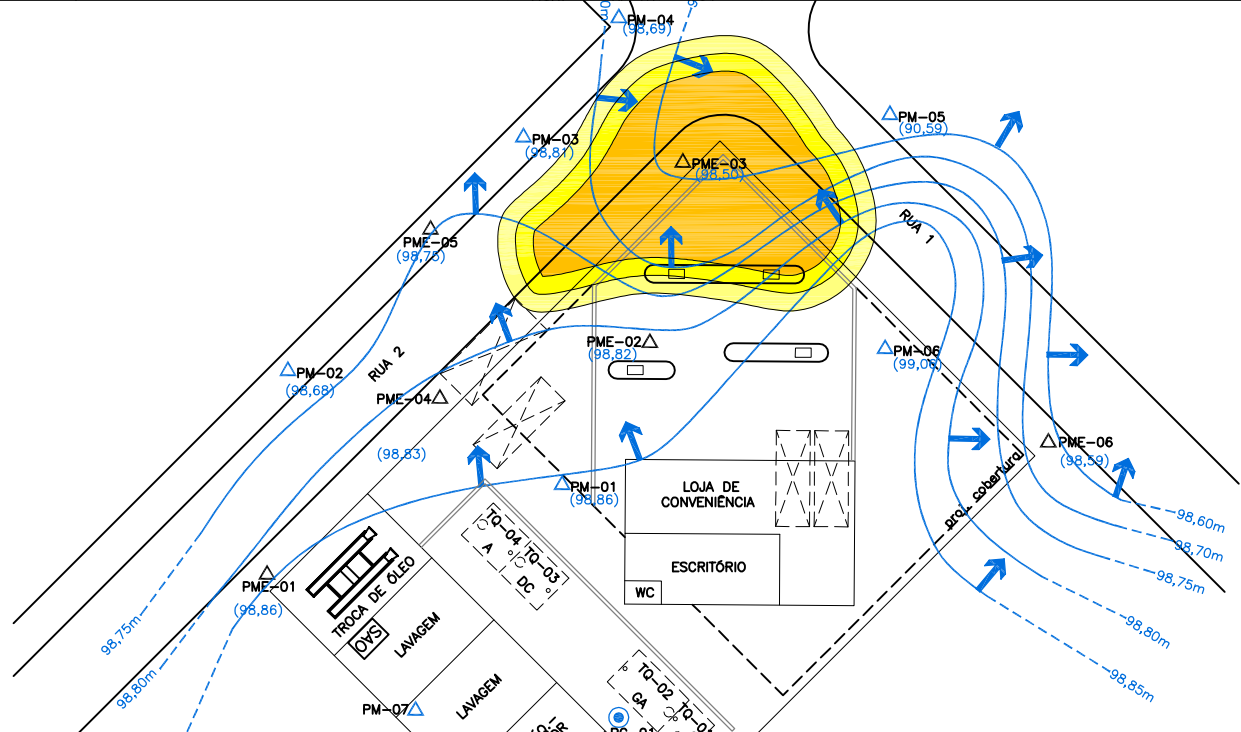 PM-04
(98,69)
PM-05
(90,59)
PM-03
(98,81)
PME-03
(98,50)
RUA 1
PME-05
(98,75)
PME-02
(98,82)
PM-06
(99,06)
RUA 2
PM-02
(98,68)
PME-04
(98,83)
PME-06
(98,59)
proj. cobertura
PM-01
(98,86)
LOJA DE
CONVENIÊNCIA
98,60m
98,70m
98,75m
98,80m
98,85m
TQ-04
A
TQ-03
DC
ESCRITÓRIO
WC
PME-01
(98,86)
TROCA DE ÓLEO
SAO
LAVAGEM
98,75m
98,80m
LAVAGEM
PM-07
TQ-02
GA